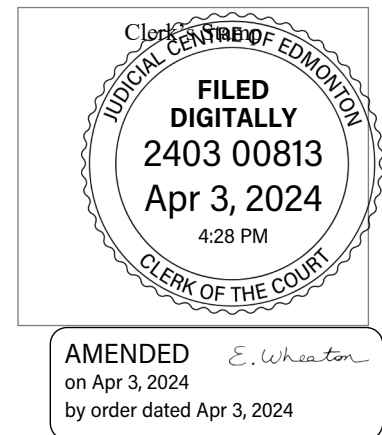 Clerk's Stamp
JUDICIAL CENTRE OF EDMONTON
FILED
DIGITALLY
2403 00813
Apr 3, 2024
4:28 PM
CLERK OF THE COURT
AMENDED E. Wheaton
on Apr 3, 2024
by order dated Apr 3, 2024